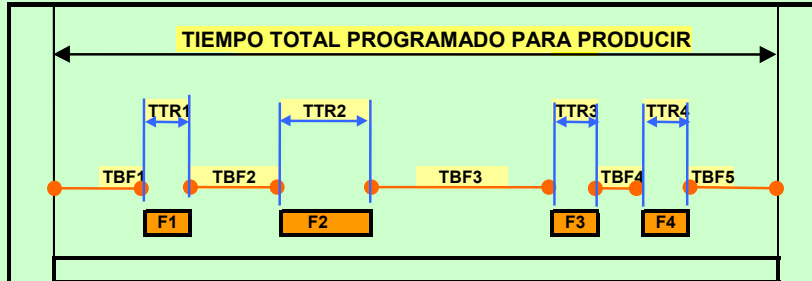 TIEMPO TOTAL PROGRAMADO PARA PRODUCIR
TTR1 TTR2 TTR3 TTR4
TBF1 TBF2 TBF3 TBF4 TBF5
F1 F2 F3 F4